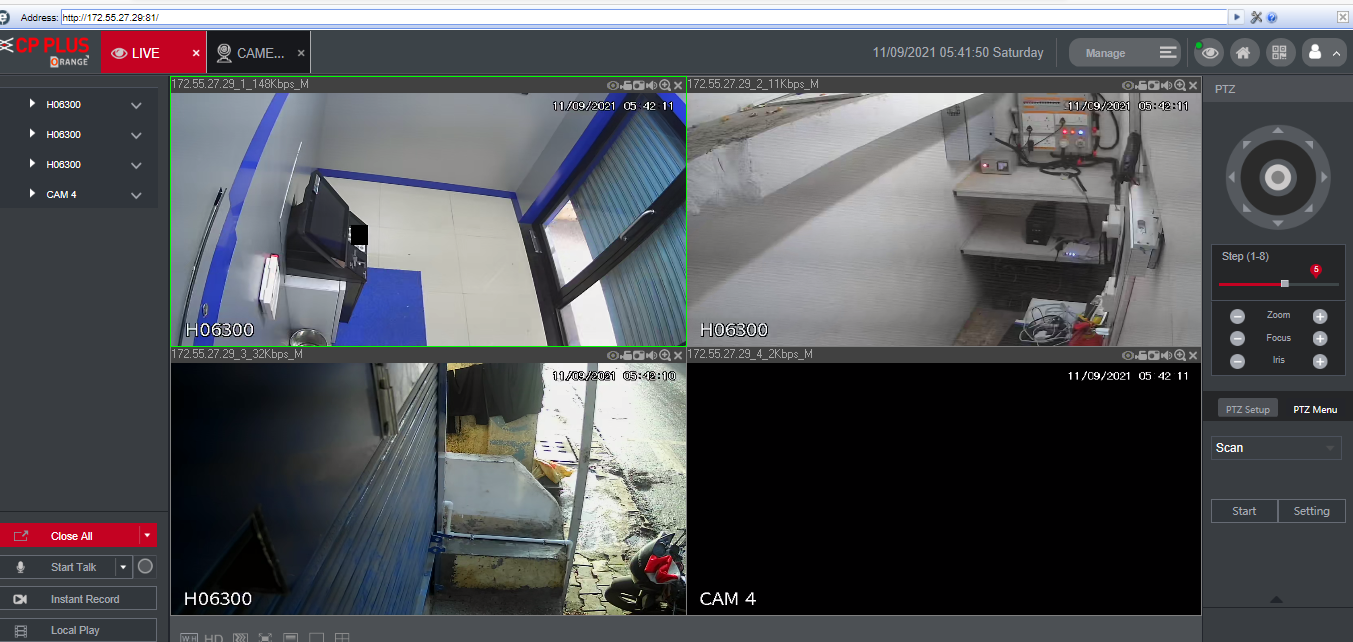 Address: http://172.55.27.29:81/
CP PLUS
ORANGE
LIVE × CAME... ×
11/09/2021 05:41:50 Saturday
Manage
H06300
H06300
H06300
CAM 4
172.55.27.29_1_148Kbps_M
11/09/2021 05 42 11
H06300
172.55.27.29_2_11Kbps_M
11/09/2021 05:42:11
H06300
172.55.27.29_3_32Kbps_M
11/09/2021 05:42:10
H06300
172.55.27.29_4_2Kbps_M
11/09/2021 05 42 11
CAM 4
PTZ
Step (1-8)
5
Zoom
Focus
Iris
PTZ Setup PTZ Menu
Scan
Start Setting
Close All
Start Talk
Instant Record
Local Play
W:H HD